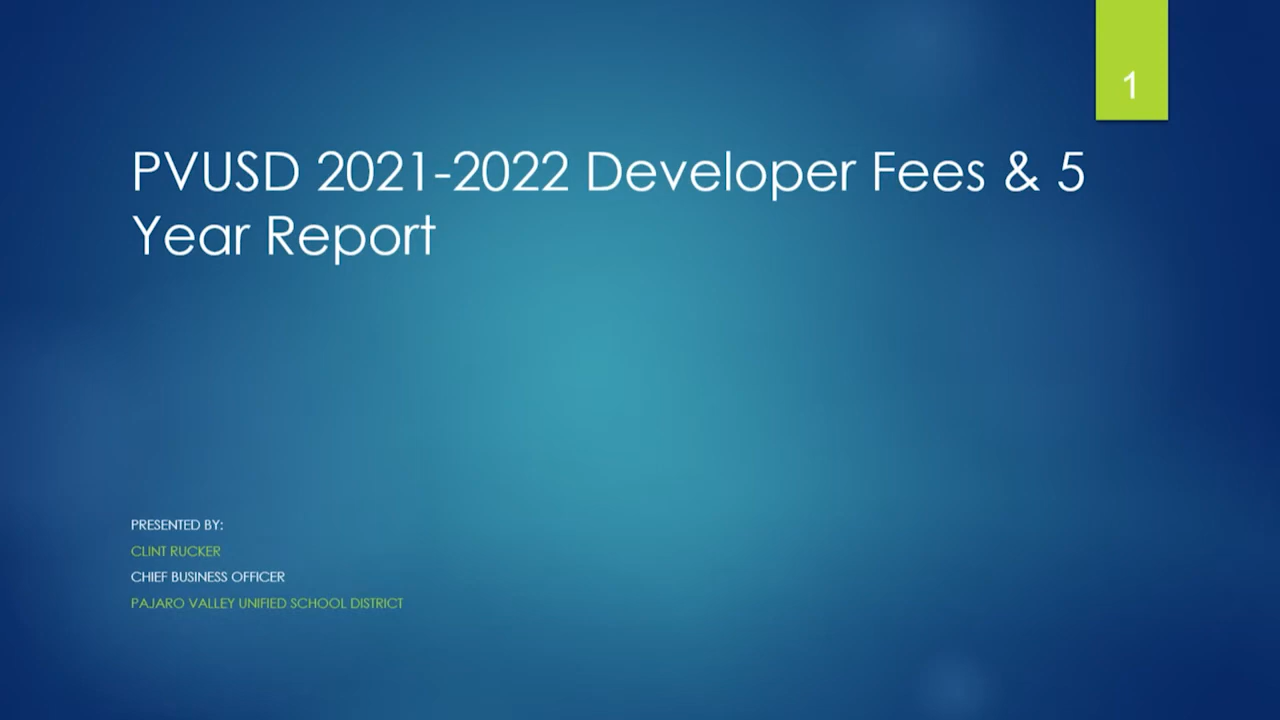 1
PVUSD 2021-2022 Developer Fees & 5
Year Report
PRESENTED BY:
CLINT RUCKER
CHIEF BUSINESS OFFICER
PAJARO VALLEY UNIFIED SCHOOL DISTRICT